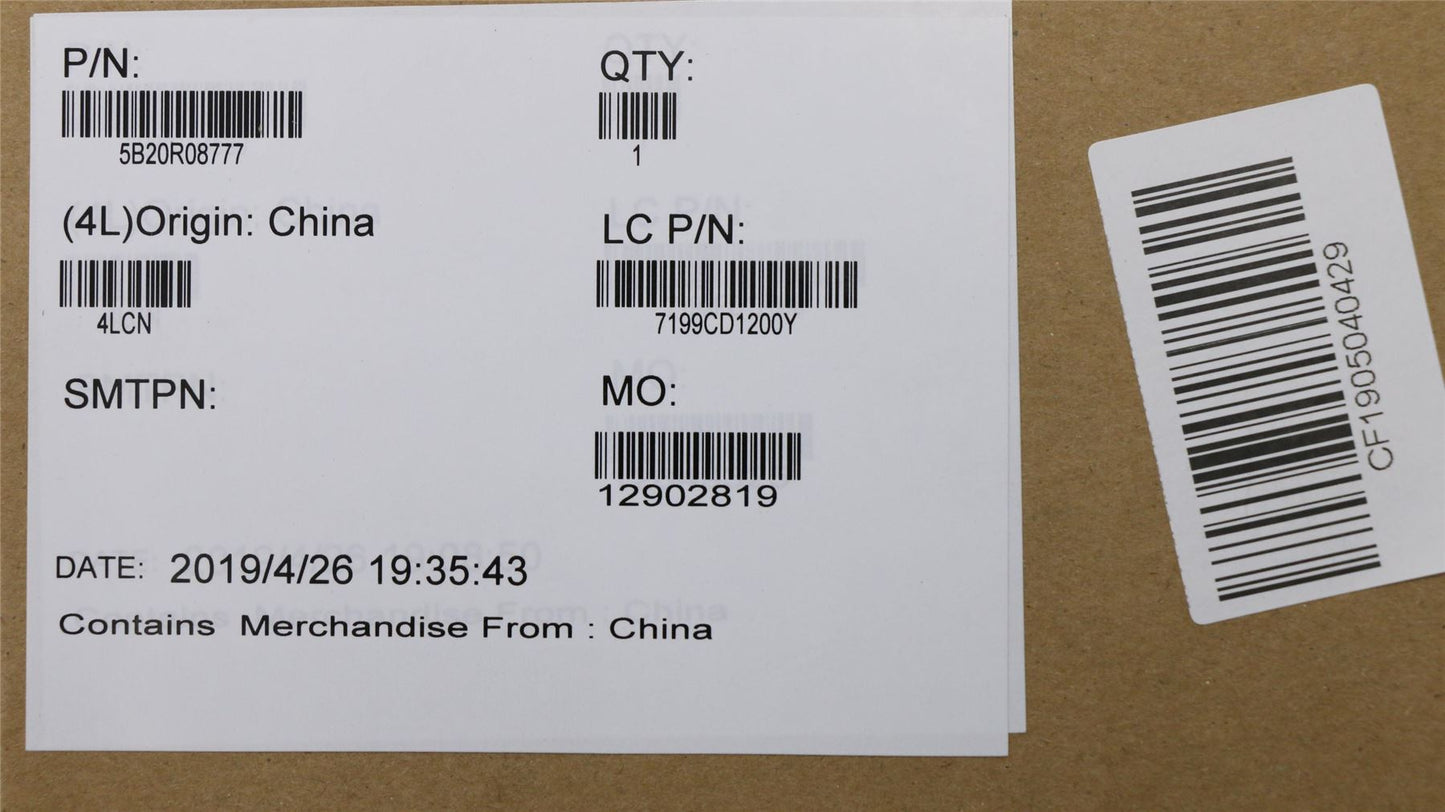 P/N:
5B20R08777
QTY:
1
(4L)Origin: China
4LCN
LC P/N:
7199CD1200Y
SMTPN:
MO:
12902819
DATE: 2019/4/26 19:35:43
Contains Merchandise From : China
CF1905040429